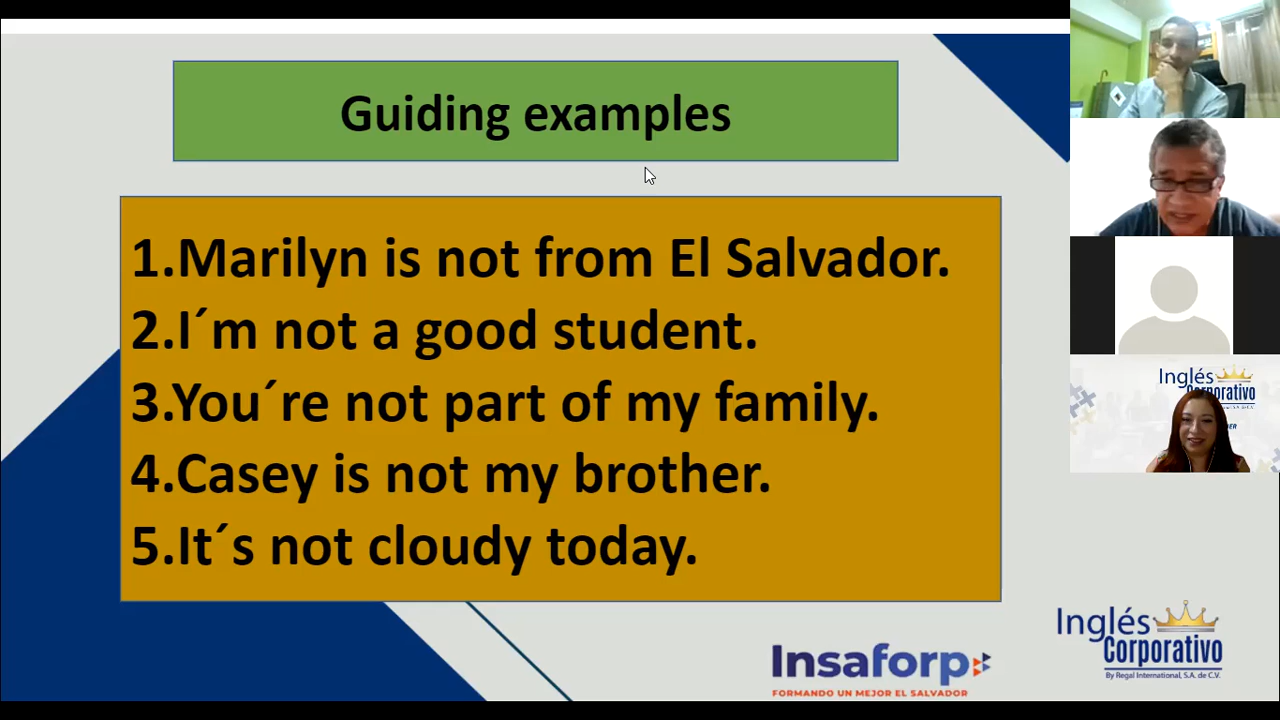 Guiding examples
1.Marilyn is not from El Salvador.
2.I´m not a good student.
3.You´re not part of my family.
4.Casey is not my brother.
5.It´s not cloudy today.
Insaforp
FORMANDO UN MEJOR EL SALVADOR
Inglés
Corporativo
By Regal International, S.A. de C.V.
Inglés